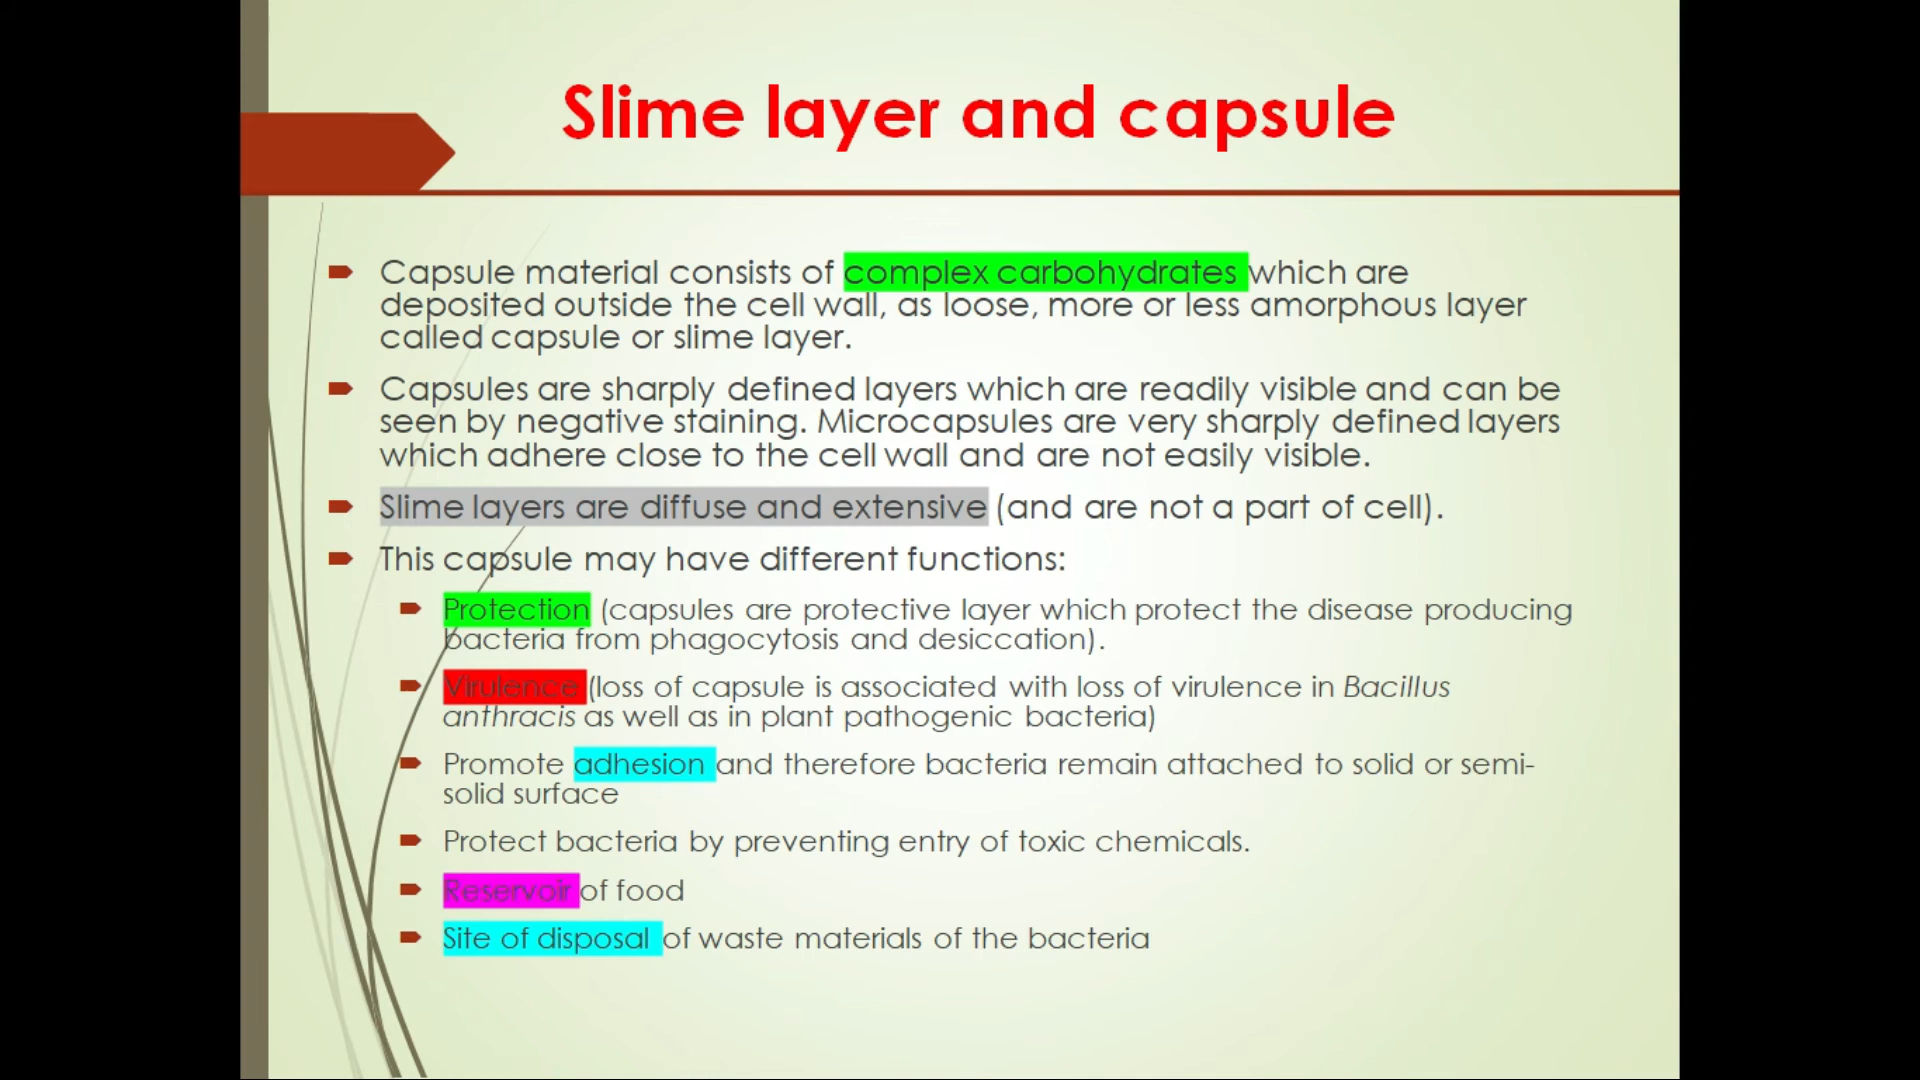 Slime layer and capsule
Capsule material consists of complex carbohydrates which are
deposited outside the cell wall, as loose, more or less amorphous layer
called capsule or slime layer.
Capsules are sharply defined layers which are readily visible and can be
seen by negative staining. Microcapsules are very sharply defined layers
which adhere close to the cell wall and are not easily visible.
Slime layers are diffuse and extensive (and are not a part of cell).
This capsule may have different functions:
Protection (capsules are protective layer which protect the disease producing
bacteria from phagocytosis and desiccation).
Virulence (loss of capsule is associated with loss of virulence in Bacillus
anthracis as well as in plant pathogenic bacteria)
Promote adhesion and therefore bacteria remain attached to solid or semi-
solid surface
Protect bacteria by preventing entry of toxic chemicals.
Reservoir of food
Site of disposal of waste materials of the bacteria